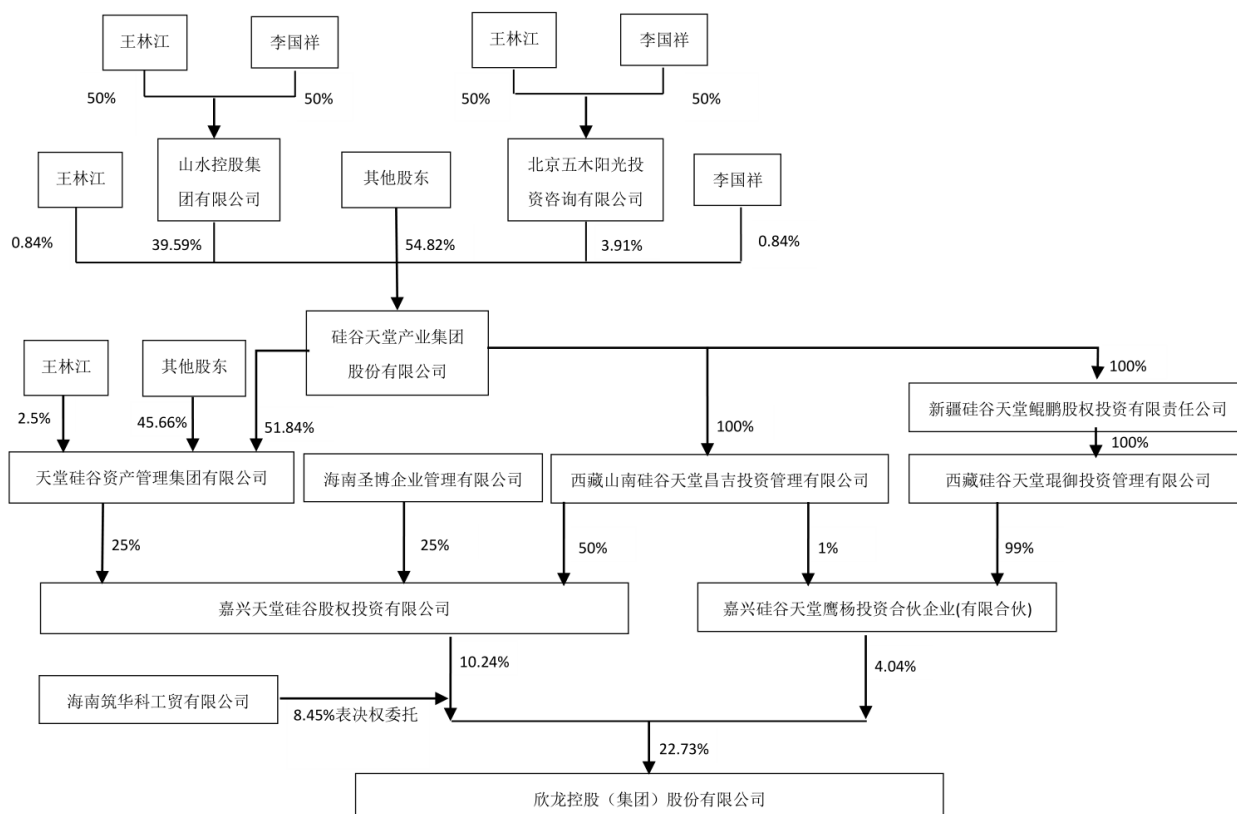 王林江
李国祥
王林江
李国祥
50%
50%
50%
50%
王林江
山水控股集
团有限公司
其他股东
北京五木阳光投
资咨询有限公司
李国祥
0.84%
39.59%
54.82%
3.91%
0.84%
硅谷天堂产业集团
股份有限公司
王林江
其他股东
100%
新疆硅谷天堂鲲鹏股权投资有限责任公司
2.5%
45.66%
51.84%
100%
100%
天堂硅谷资产管理集团有限公司
海南圣博企业管理有限公司
西藏山南硅谷天堂昌吉投资管理有限公司
西藏硅谷天堂琨御投资管理有限公司
25%
25%
50%
1%
99%
嘉兴天堂硅谷股权投资有限公司
嘉兴硅谷天堂鹰杨投资合伙企业(有限合伙)
10.24%
4.04%
海南筑华科工贸有限公司
8.45%表决权委托
22.73%
欣龙控股（集团）股份有限公司